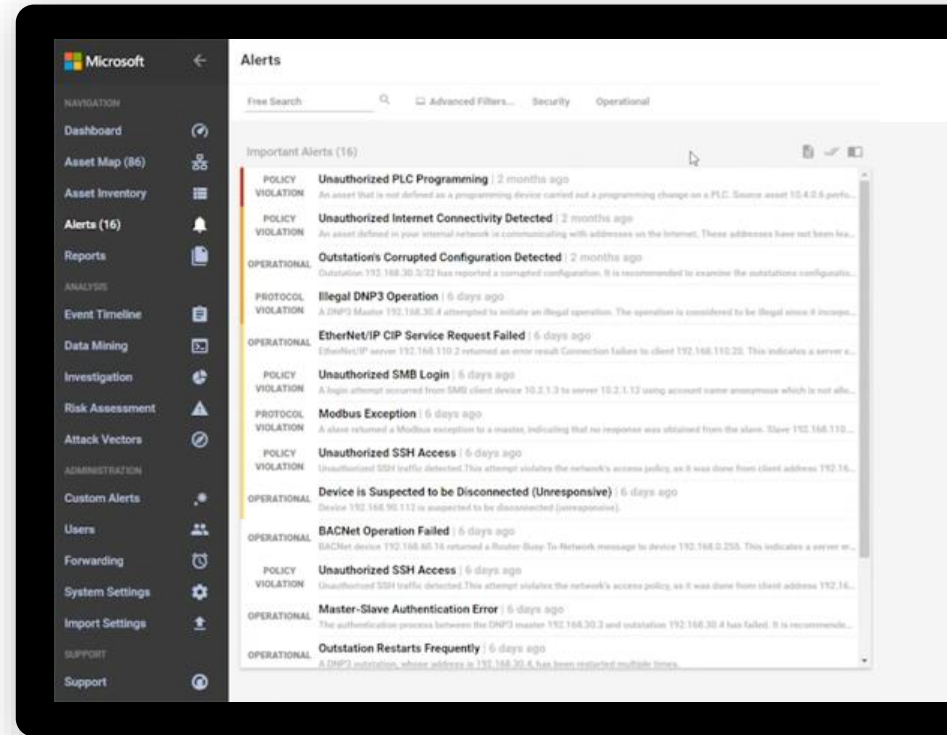 Microsoft
NAVIGATION
Dashboard
Asset Map (86)
Asset Inventory
Alerts (16)
Reports
ANALYSIS
Event Timeline
Data Mining
Investigation
Risk Assessment
Attack Vectors
ADMINISTRATION
Custom Alerts
Users
Forwarding
System Settings
Import Settings
SUPPORT
Support
Alerts
Free Search
Advanced Filters...
Security
Operational
Important Alerts (16)
POLICY VIOLATION
Unauthorized PLC Programming | 2 months ago
An asset that is not defined as a programming device carried out a programming change on a PLC. Source asset 10.4.0.6 perfo...
POLICY VIOLATION
Unauthorized Internet Connectivity Detected | 2 months ago
An asset defined in your internal network is communicating with addresses on the Internet. These addresses have not been lea...
OPERATIONAL
Outstation's Corrupted Configuration Detected | 2 months ago
Outstation 192.168.30.3/32 has reported a corrupted configuration. It is recommended to examine the outstations configuratio...
PROTOCOL VIOLATION
Illegal DNP3 Operation | 6 days ago
A DNP3 Master 192.168.30.4 attempted to initiate an illegal operation. The operation is considered to be illegal since it incorpo...
OPERATIONAL
EtherNet/IP CIP Service Request Failed | 6 days ago
EtherNet/IP server 192.168.110.2 returned an error result Connection failure to client 192.168.110.20. This indicates a server e...
POLICY VIOLATION
Unauthorized SMB Login | 6 days ago
A login attempt occurred from SMB client device 10.2.1.3 to server 10.2.1.12 using account name anonymous which is not allo...
PROTOCOL VIOLATION
Modbus Exception | 6 days ago
A slave returned a Modbus exception to a master, indicating that no response was obtained from the slave. Slave 192.168.110...
POLICY VIOLATION
Unauthorized SSH Access | 6 days ago
Unauthorized SSH traffic detected.This attempt violates the network's access policy, as it was done from client address 192.16...
OPERATIONAL
Device is Suspected to be Disconnected (Unresponsive) | 6 days ago
Device 192.168.90.112 is suspected to be disconnected (unresponsive).
OPERATIONAL
BACNet Operation Failed | 6 days ago
BACNet device 192.168.60.16 returned a Router-Busy-To-Network message to device 192.168.0.255. This indicates a server er...
POLICY VIOLATION
Unauthorized SSH Access | 6 days ago
Unauthorized SSH traffic detected.This attempt violates the network's access policy, as it was done from client address 192.16...
OPERATIONAL
Master-Slave Authentication Error | 6 days ago
The authentication process between the DNP3 master 192.168.30.3 and outstation 192.168.30.4 has failed. It is recommende...
OPERATIONAL
Outstation Restarts Frequently | 6 days ago
A DNP3 outstation, whose address is 192.168.30.4, has been restarted multiple times.